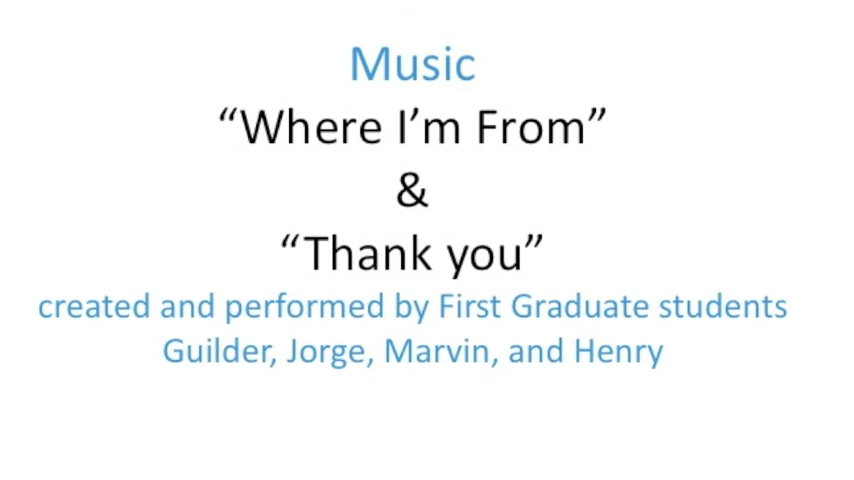 Music
“Where I’m From”
&
“Thank you”
created and performed by First Graduate students
Guilder, Jorge, Marvin, and Henry